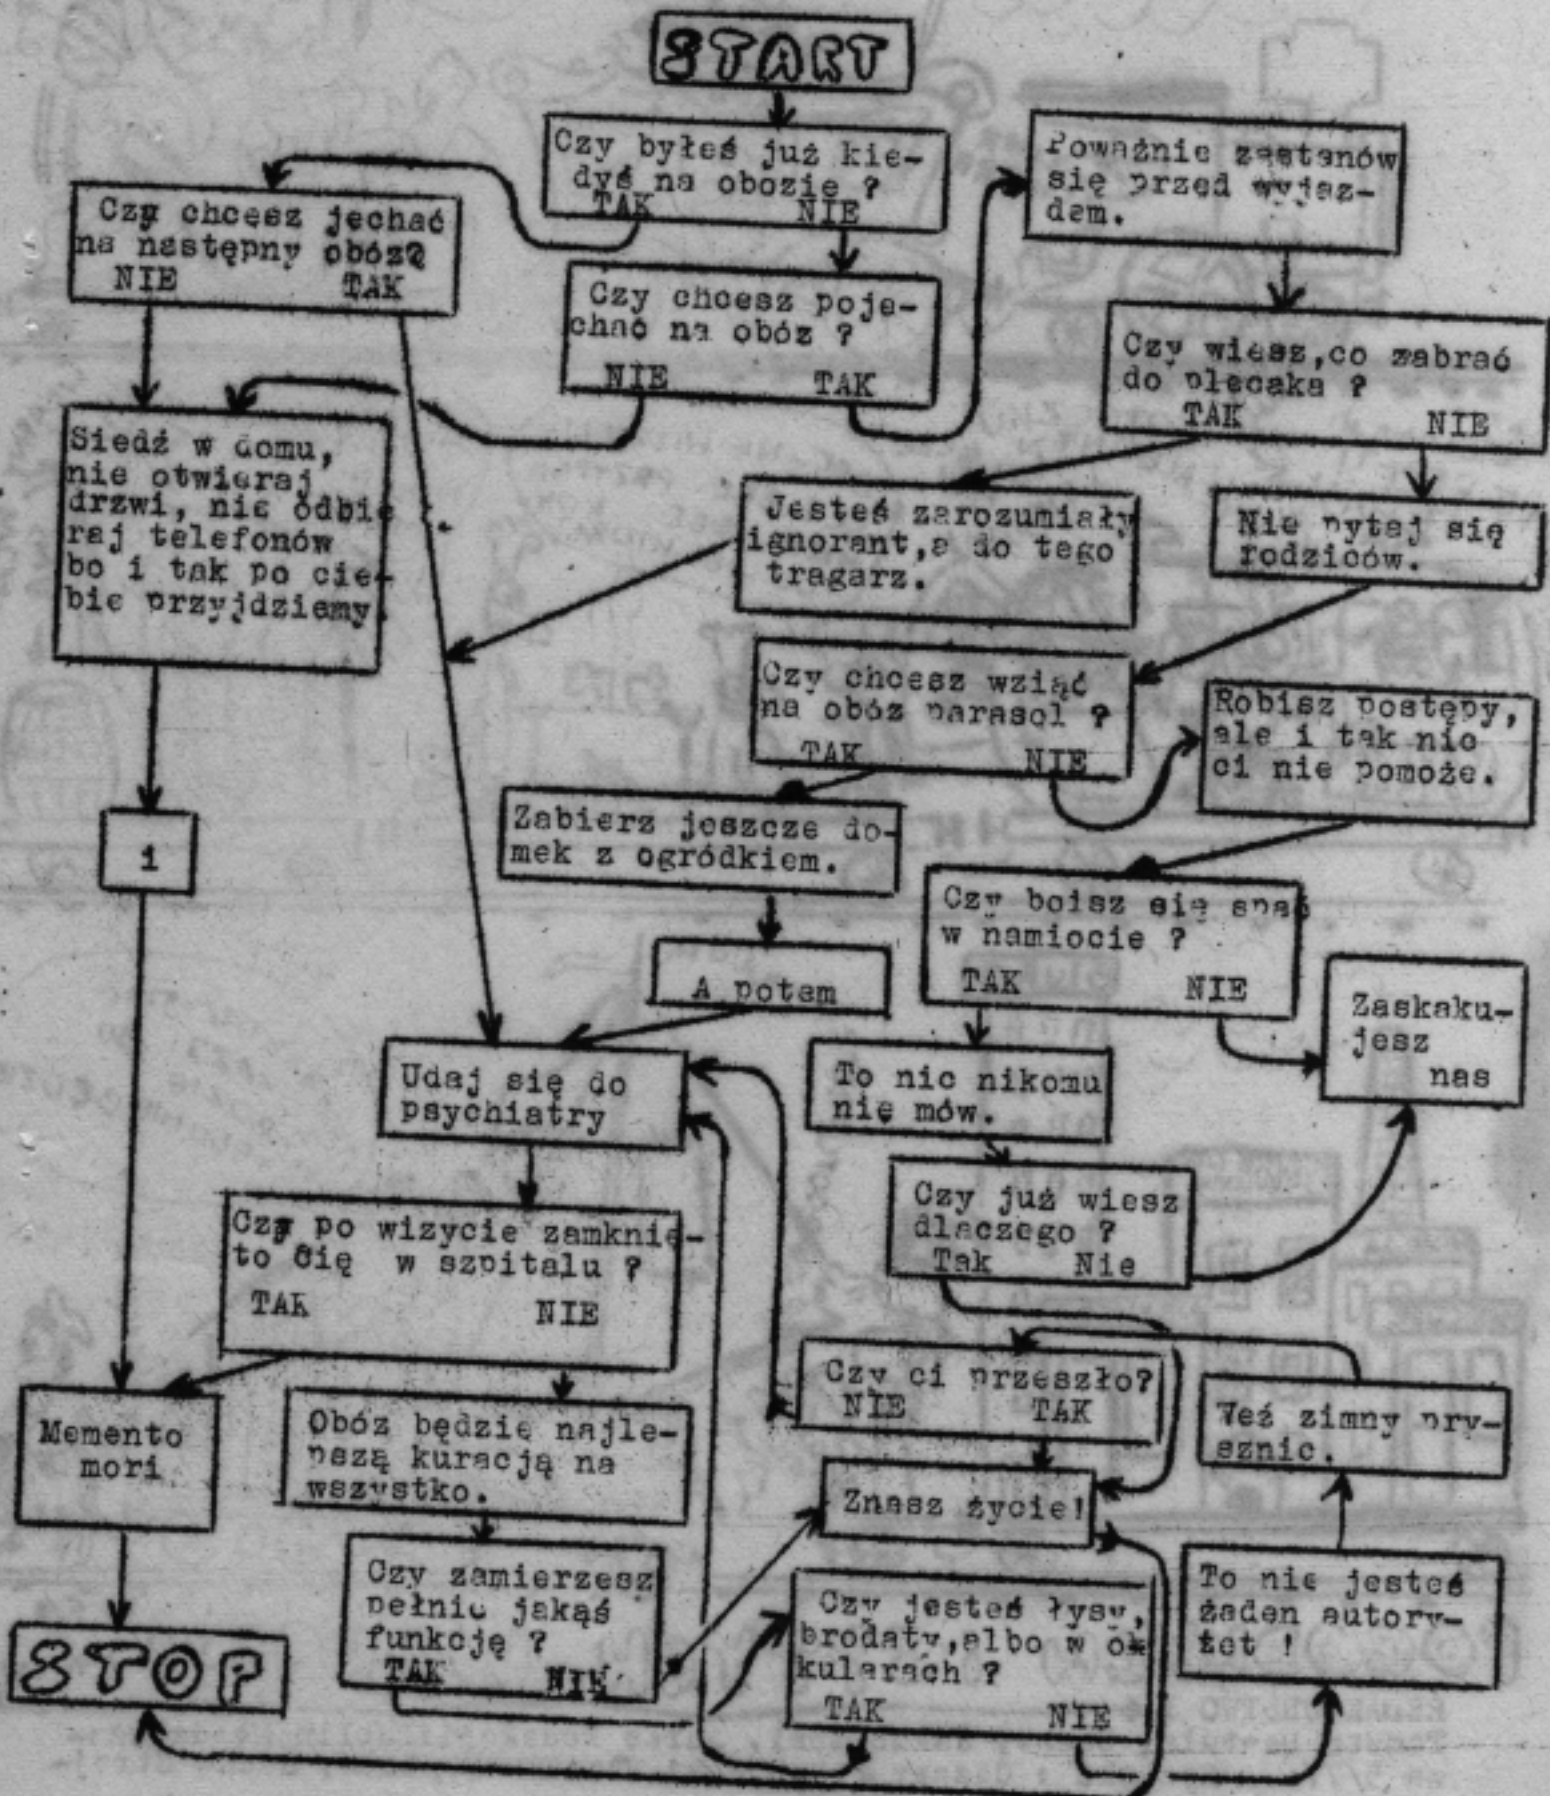 START
Czy byłeś już kie-
dyś na obozie ?
TAK NIE
Poważnie zastanów
się przed wyjaz-
dem.
Czy chcesz jechać
na następny obóz?
NIE TAK
Czy chcesz poje-
chać na obóz ?
NIE TAK
Czy wiesz,co zabrać
do plecaka ?
TAK NIE
Siedź w domu,
nie otwieraj
drzwi, nie odbie
raj telefonów
bo i tak po cie-
bie przyjdziemy.
Jesteś zarozumiały
ignorant,a do tego
tragarz.
Nie pytaj się
rodziców.
Czy chcesz wziąć
na obóz parasol ?
TAK NIE
Robisz postępy,
ale i tak nic
ci nie pomoże.
1
Zabierz jeszcze do-
mek z ogródkiem.
Czy boisz się spać
w namiocie ?
TAK NIE
A potem
Zaskaku-
jesz
nas
Udaj się do
psychiatry
To nic nikomu
nie mów.
Czy już wiesz
dlaczego ?
Tak Nie
Czy po wizycie zamknię-
to Cię w szpitalu ?
TAK NIE
Czy ci przeszło?
NIE TAK
Weź zimny pry-
sznic.
Memento
mori
Obóz będzie najle-
pszą kuracją na
wszystko.
Znasz życie!
Czy zamierzesz
pełnić jakąś
funkcję ?
TAK NIE
Czy jesteś łysy,
brodaty,albo w ok
kularach ?
TAK NIE
To nie jesteś
żaden autory-
tet !
STOP